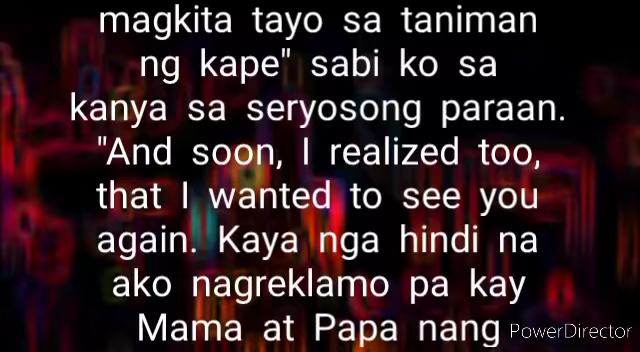 magkita tayo sa taniman
ng kape" sabi ko sa
kanya sa seryosong paraan.
"And soon, I realized too,
that I wanted to see you
again. Kaya nga hindi na
ako nagreklamo pa kay
Mama at Papa nang
PowerDirector